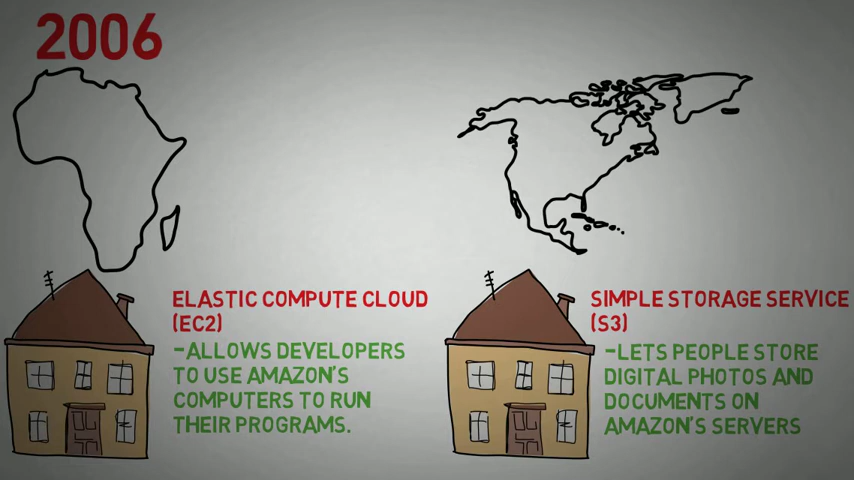 2006
ELASTIC COMPUTE CLOUD
(EC2)
-ALLOWS DEVELOPERS
TO USE AMAZON'S
COMPUTERS TO RUN
THEIR PROGRAMS.
SIMPLE STORAGE SERVICE
(S3)
-LETS PEOPLE STORE
DIGITAL PHOTOS AND
DOCUMENTS ON
AMAZON'S SERVERS